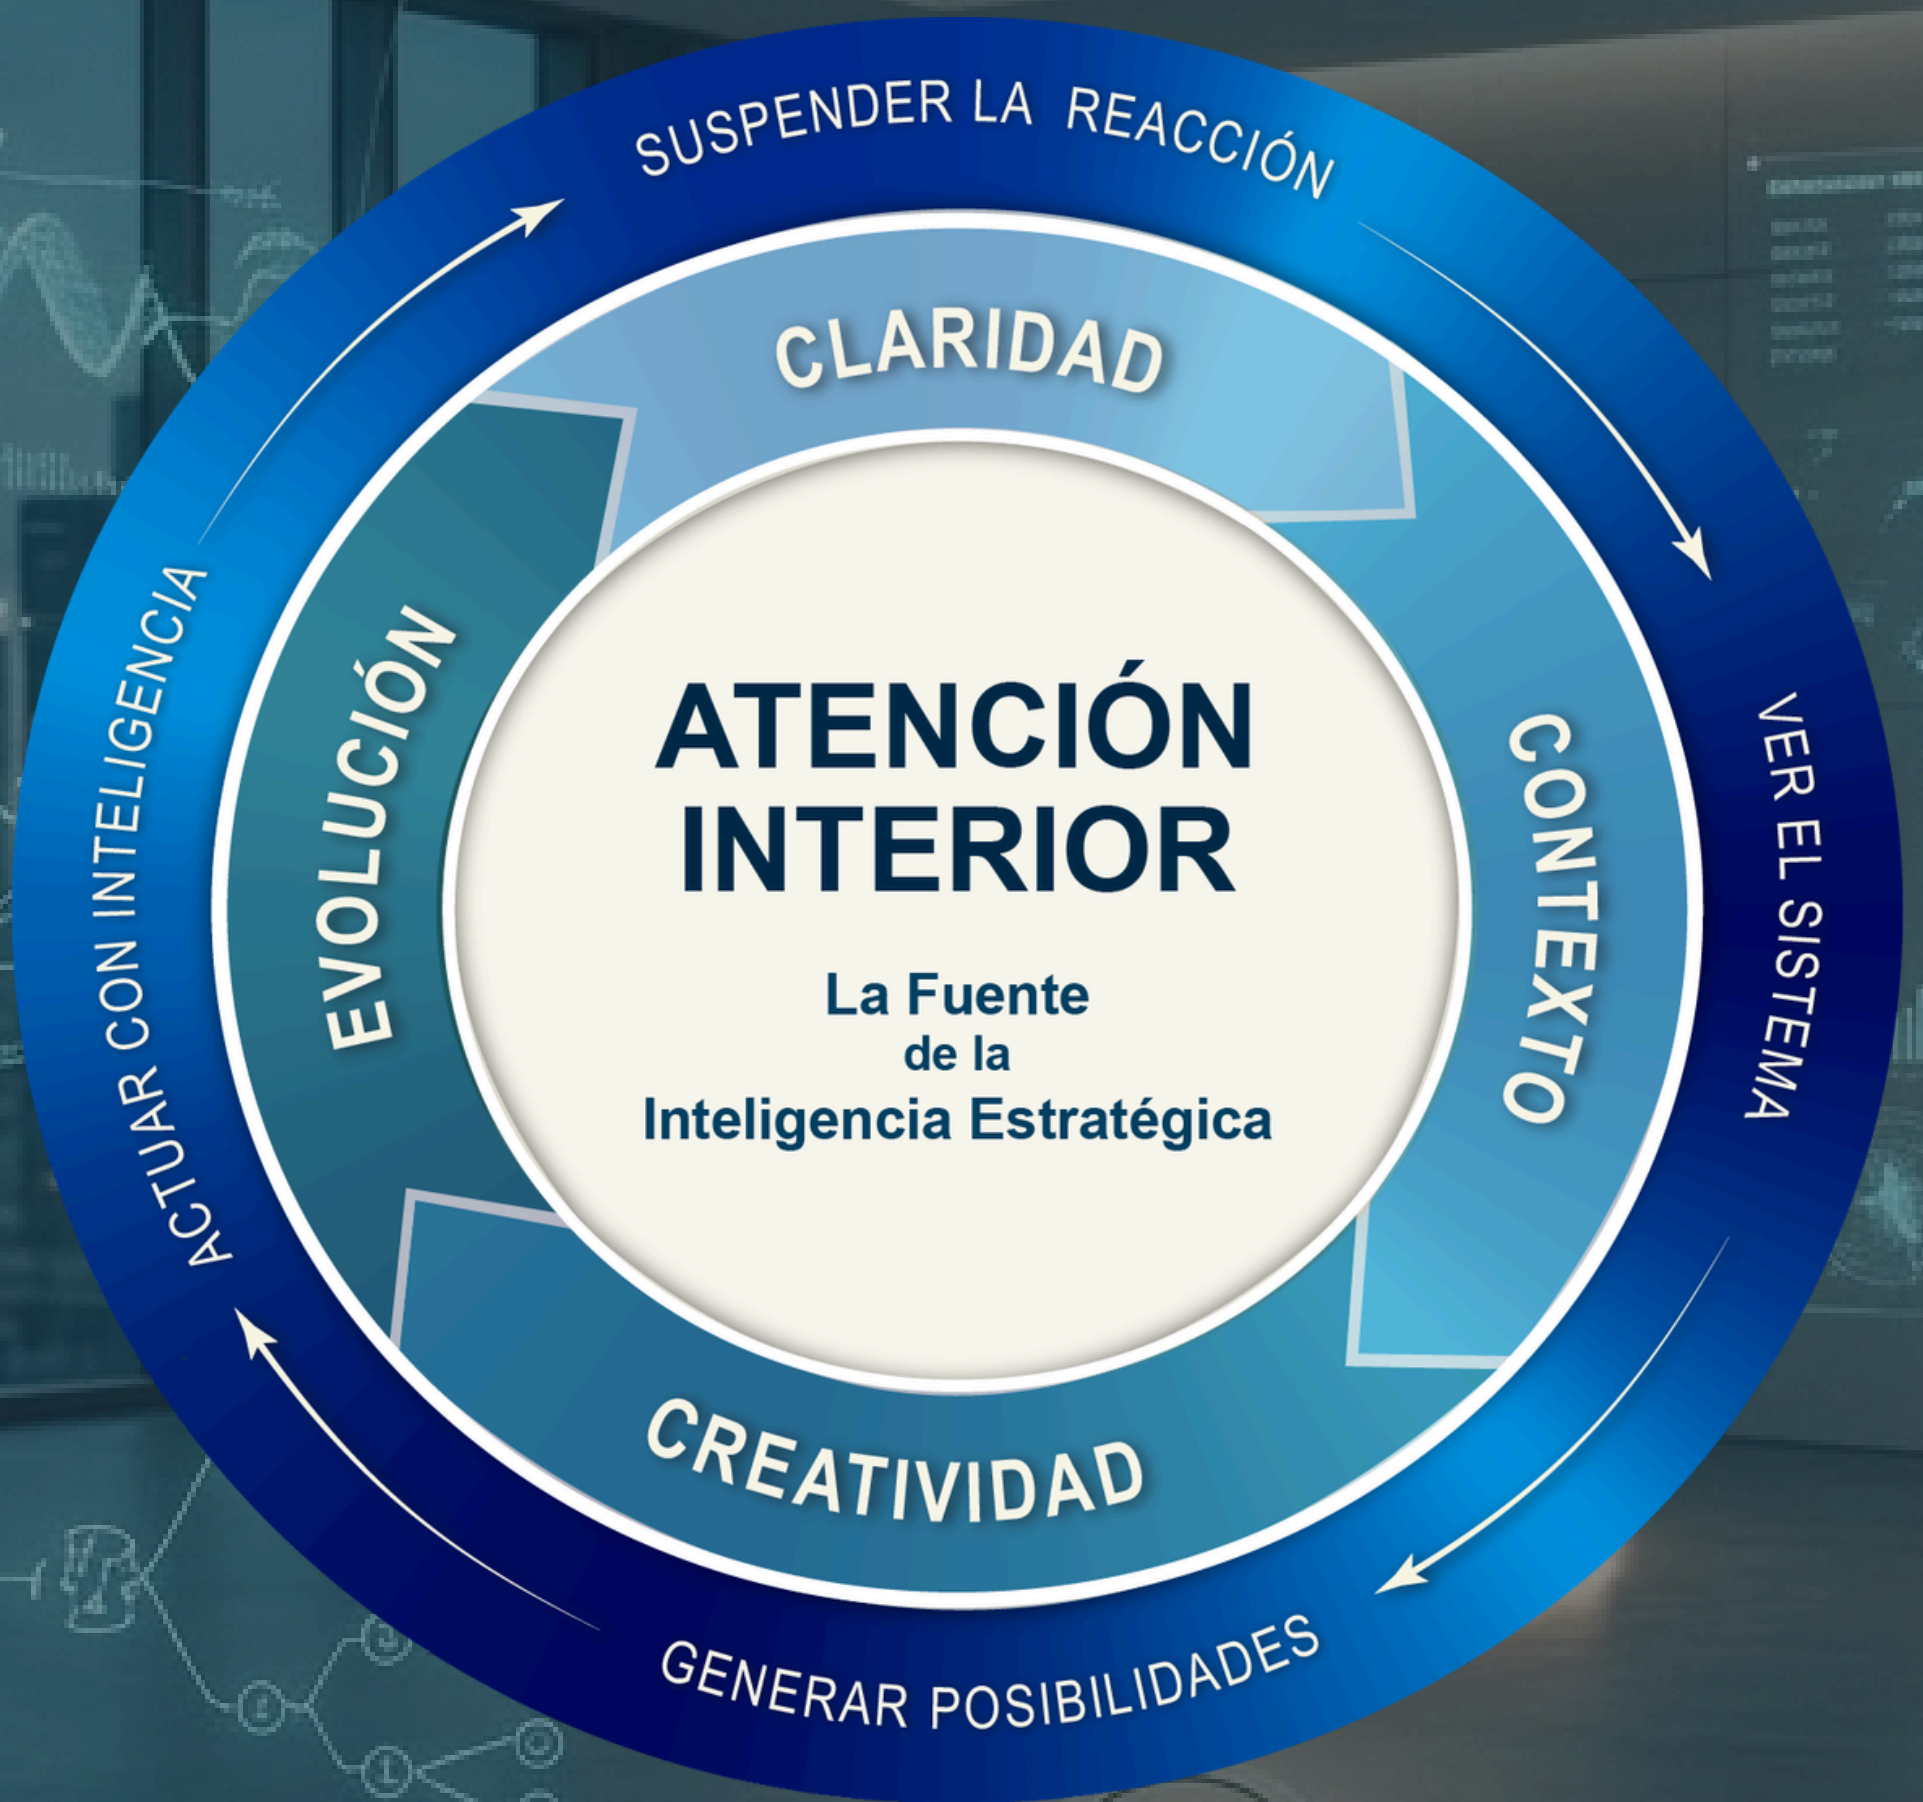 SUSPENDER LA REACCIÓN
VER EL SISTEMA
GENERAR POSIBILIDADES
ACTUAR CON INTELIGENCIA
CLARIDAD
CONTEXTO
CREATIVIDAD
EVOLUCIÓN
ATENCIÓN
INTERIOR
La Fuente
de la
Inteligencia Estratégica